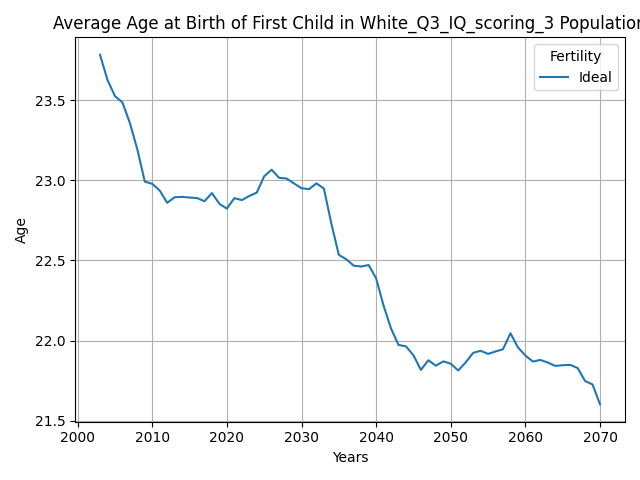 Average Age at Birth of First Child in White_Q3_IQ_scoring_3 Population
Fertility
Ideal
23.5
23.0
22.5
22.0
21.5
Age
2000 2010 2020 2030 2040 2050 2060 2070
Years